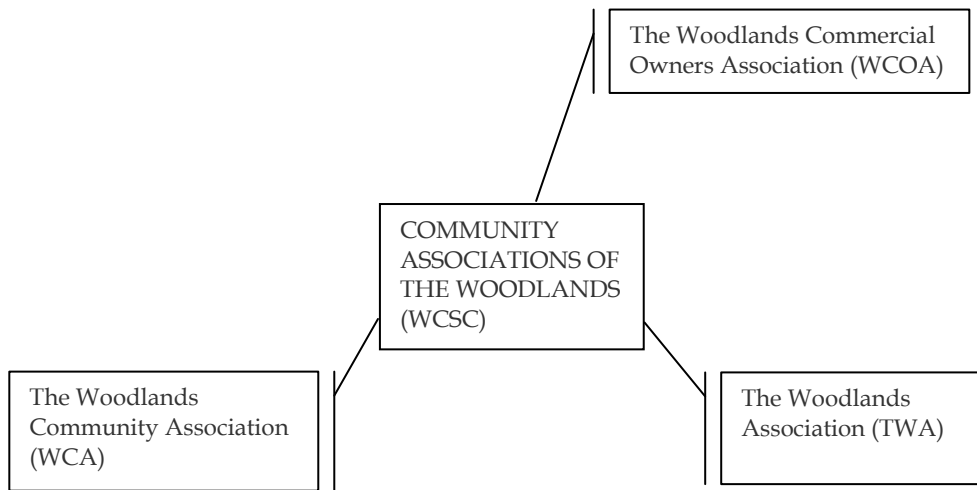 The Woodlands Commercial
Owners Association (WCOA)
COMMUNITY
ASSOCIATIONS OF
THE WOODLANDS
(WCSC)
The Woodlands
Community Association
(WCA)
The Woodlands
Association (TWA)